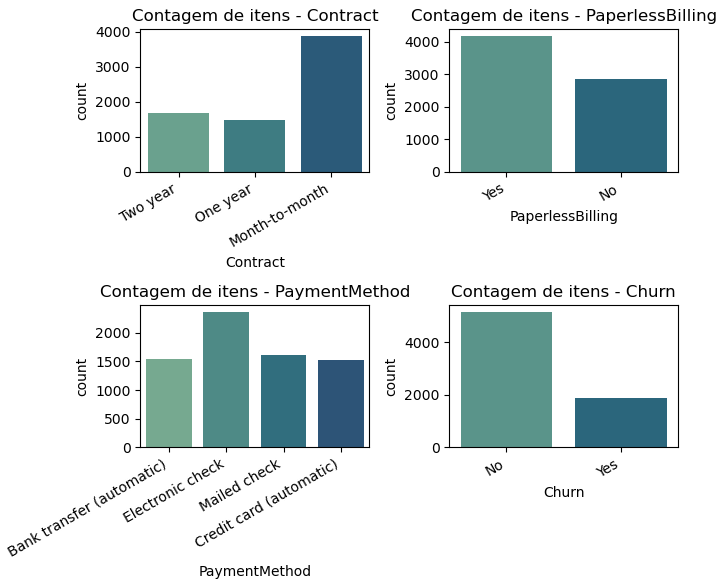 Contagem de itens - Contract
4000
3000
2000
1000
0
count
Two year
One year
Month-to-month
Contract
Contagem de itens - PaperlessBilling
4000
3000
2000
1000
0
count
Yes
No
PaperlessBilling
Contagem de itens - PaymentMethod
2000
1500
1000
500
0
count
Bank transfer (automatic)
Electronic check
Mailed check
Credit card (automatic)
PaymentMethod
Contagem de itens - Churn
4000
2000
0
count
No
Yes
Churn